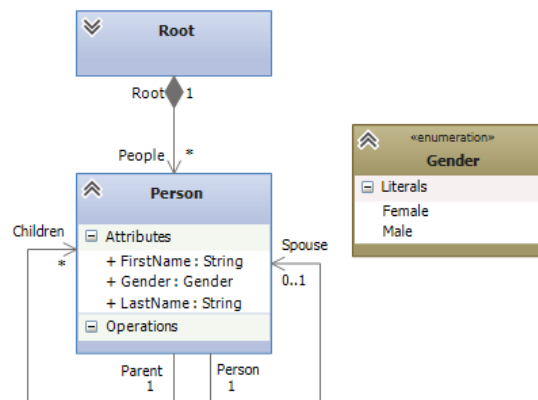 Root
Root 1
People *
Person
Attributes
+ FirstName : String
+ Gender : Gender
+ LastName : String
Operations
Children
*
Spouse
0..1
Parent
1
Person
1
«enumeration»
Gender
Literals
Female
Male